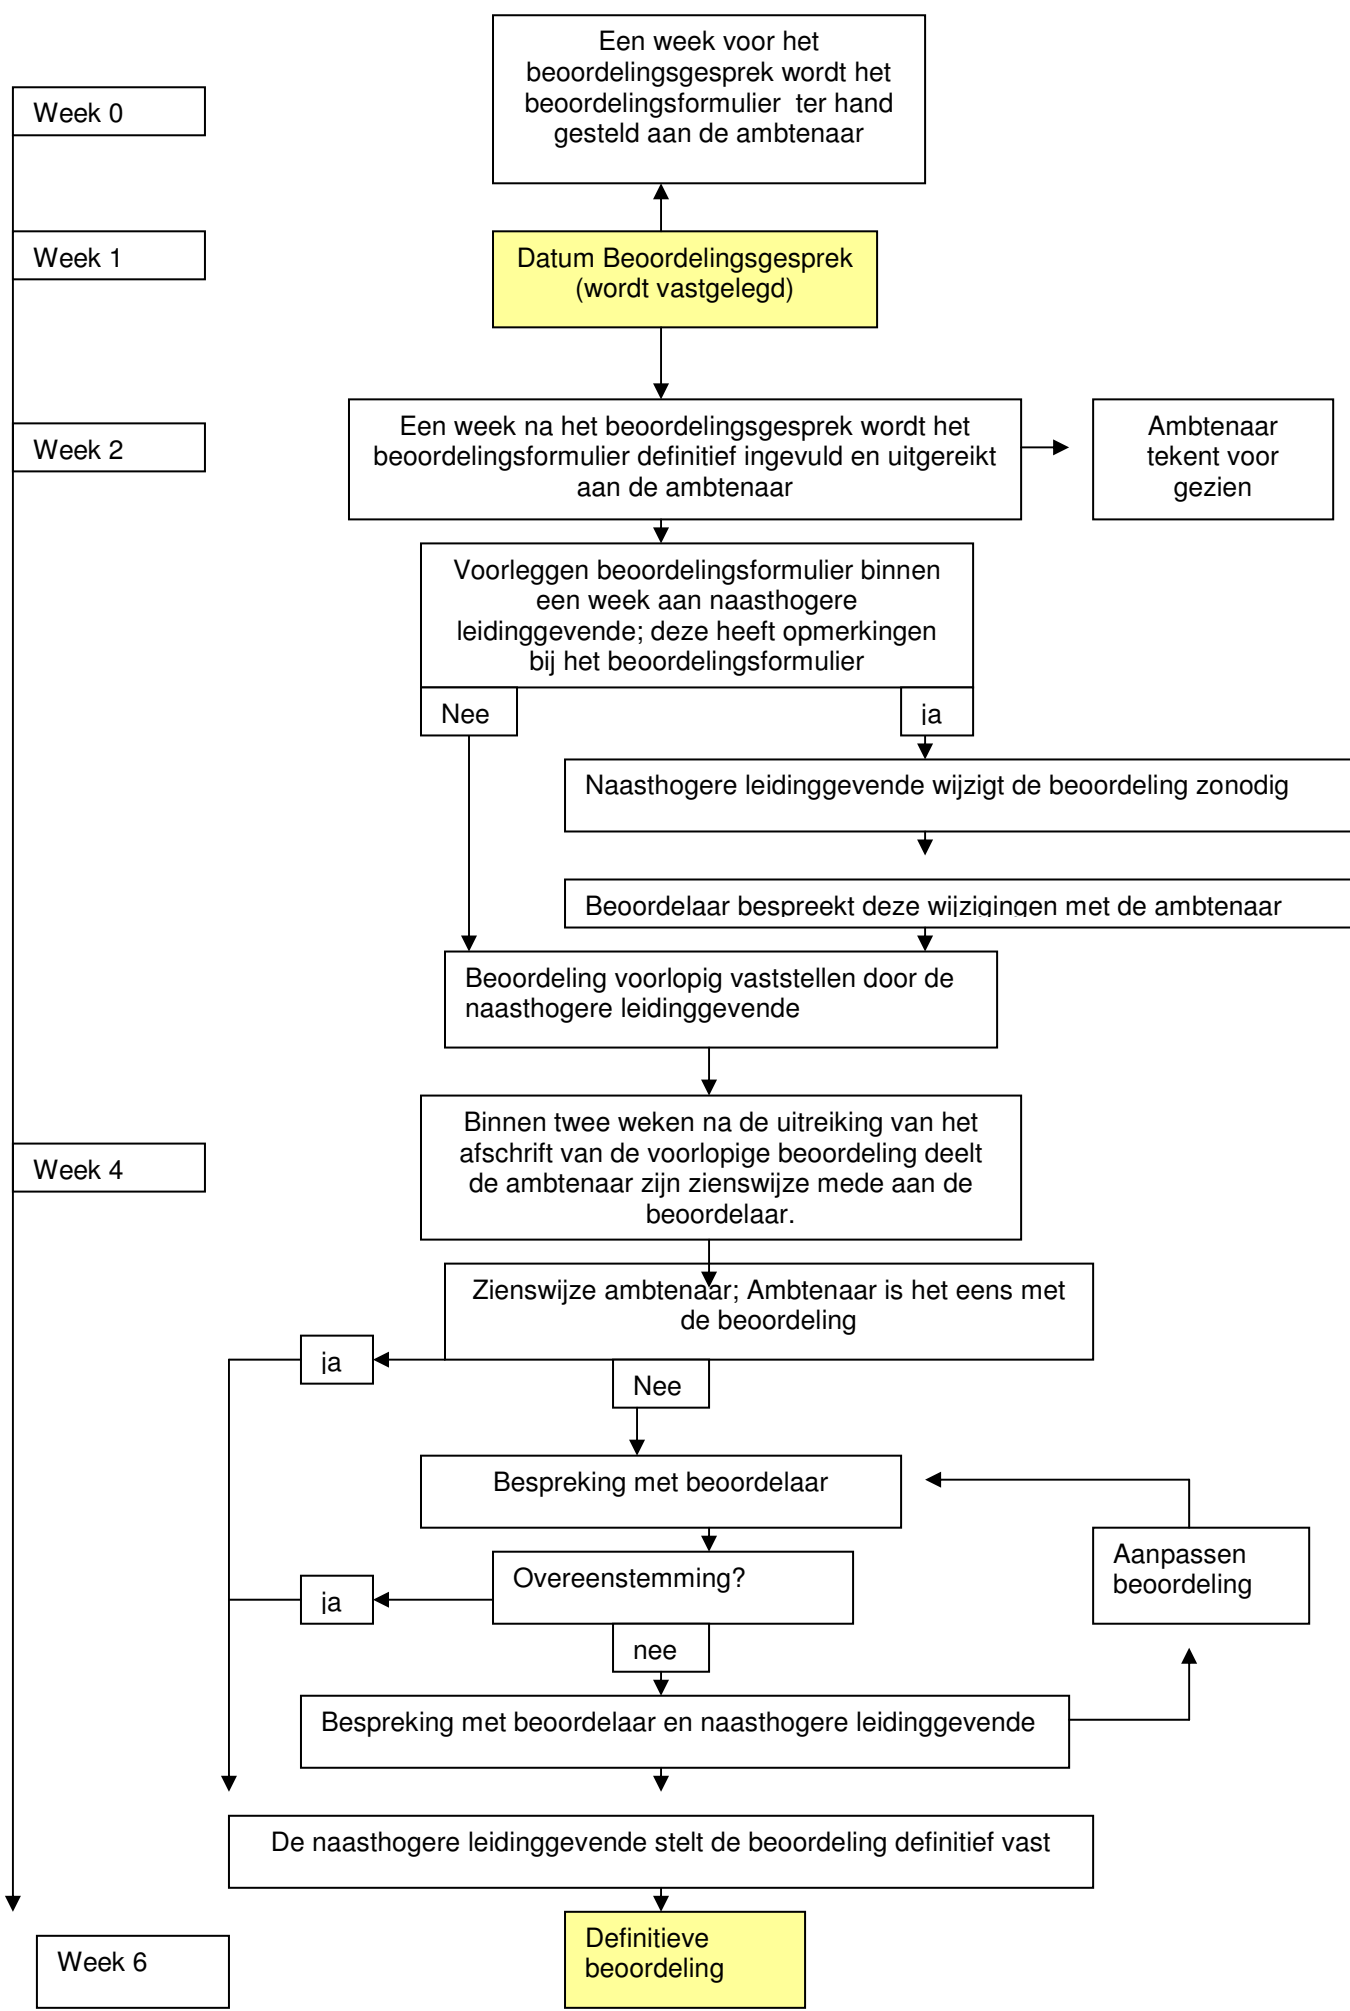 Een week voor het
beoordelingsgesprek wordt het
beoordelingsformulier ter hand
gesteld aan de ambtenaar
Week 0
Week 1
Datum Beoordelingsgesprek
(wordt vastgelegd)
Week 2
Een week na het beoordelingsgesprek wordt het
beoordelingsformulier definitief ingevuld en uitgereikt
aan de ambtenaar
Ambtenaar
tekent voor
gezien
Voorleggen beoordelingsformulier binnen
een week aan naasthogere
leidinggevende; deze heeft opmerkingen
bij het beoordelingsformulier
Nee
ja
Naasthogere leidinggevende wijzigt de beoordeling zonodig
Beoordelaar bespreekt deze wijzigingen met de ambtenaar
Beoordeling voorlopig vaststellen door de
naasthogere leidinggevende
Week 4
Binnen twee weken na de uitreiking van het
afschrift van de voorlopige beoordeling deelt
de ambtenaar zijn zienswijze mede aan de
beoordelaar.
Zienswijze ambtenaar; Ambtenaar is het eens met
de beoordeling
ja
Nee
Bespreking met beoordelaar
Aanpassen
beoordeling
Overeenstemming?
ja
nee
Bespreking met beoordelaar en naasthogere leidinggevende
De naasthogere leidinggevende stelt de beoordeling definitief vast
Week 6
Definitieve
beoordeling